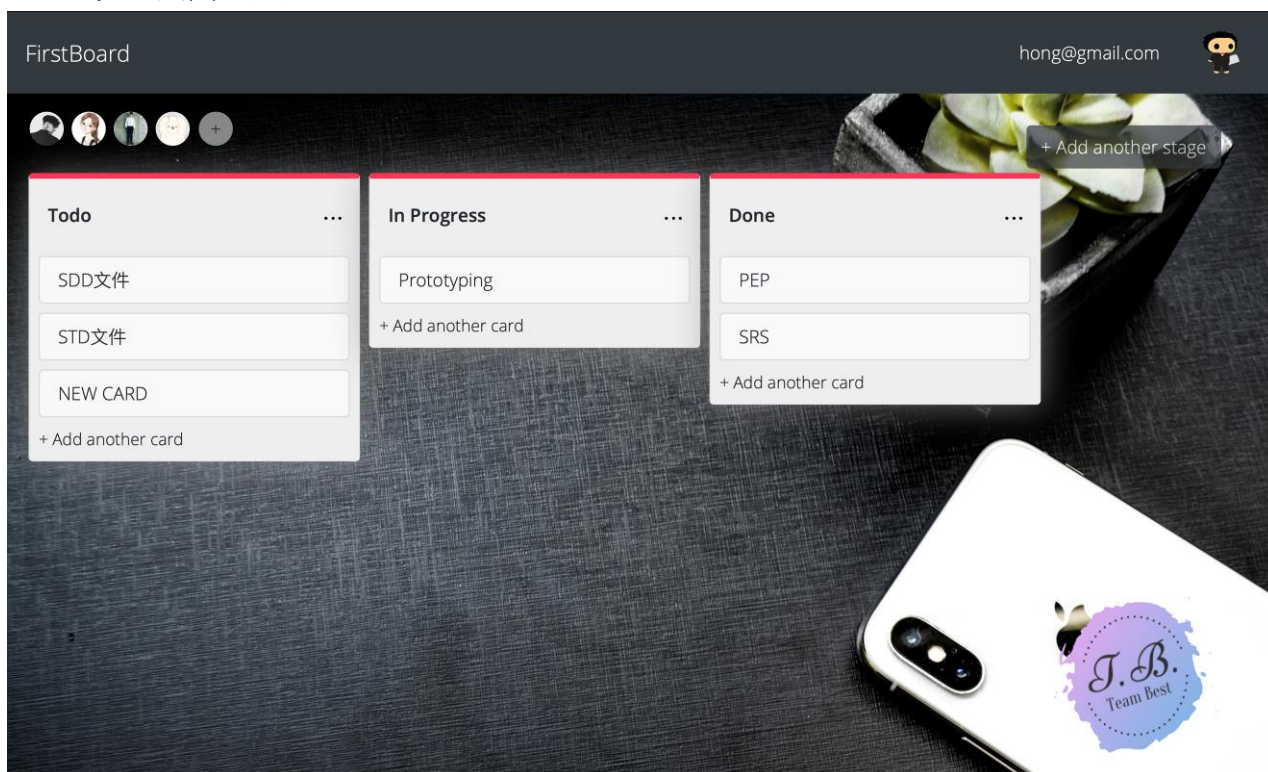 FirstBoard
hong@gmail.com
+
+ Add another stage
Todo
...
In Progress
...
Done
...
SDD文件
STD文件
NEW CARD
+ Add another card
Prototyping
+ Add another card
PEP
SRS
+ Add another card
T.B.
Team Best